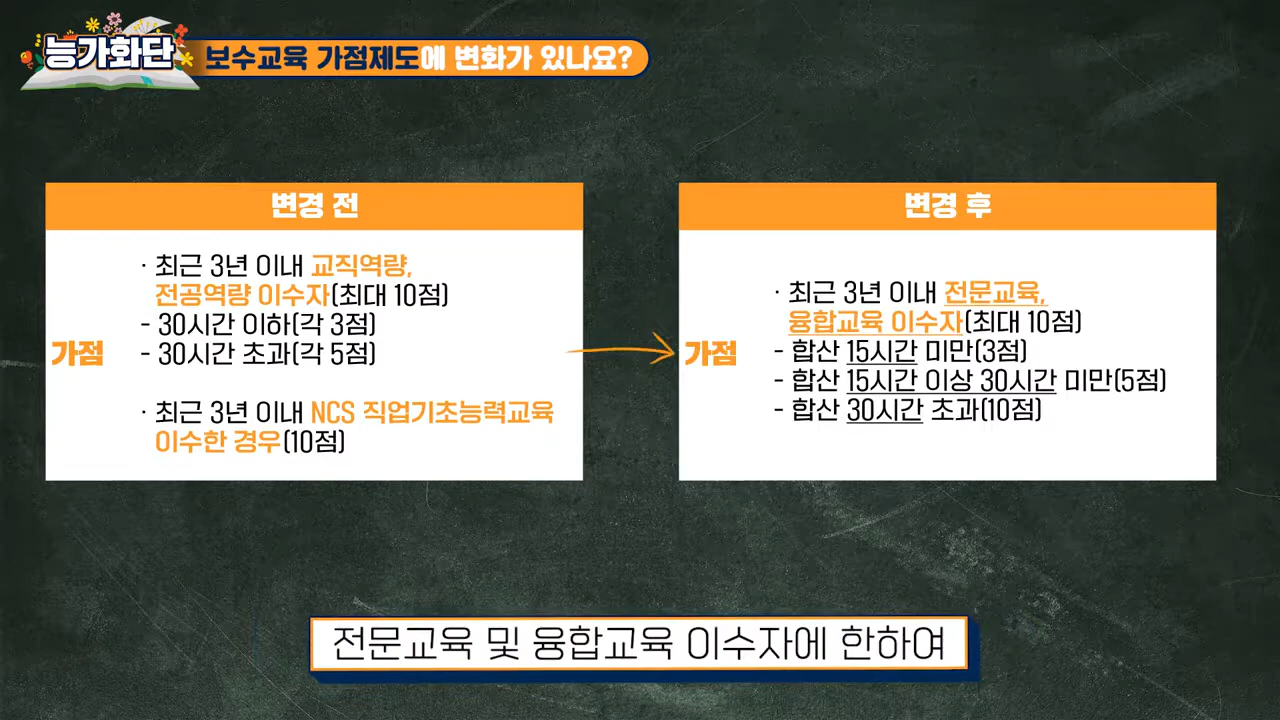 능가화단
보수교육 가점제도에 변화가 있나요?
변경 전
가점
· 최근 3년 이내 교직역량,
전공역량 이수자(최대 10점)
- 30시간 이하(각 3점)
- 30시간 초과(각 5점)
· 최근 3년 이내 NCS 직업기초능력교육
이수한 경우(10점)
변경 후
가점
· 최근 3년 이내 전문교육,
융합교육 이수자(최대 10점)
- 합산 15시간 미만(3점)
- 합산 15시간 이상 30시간 미만(5점)
- 합산 30시간 초과(10점)
전문교육 및 융합교육 이수자에 한하여